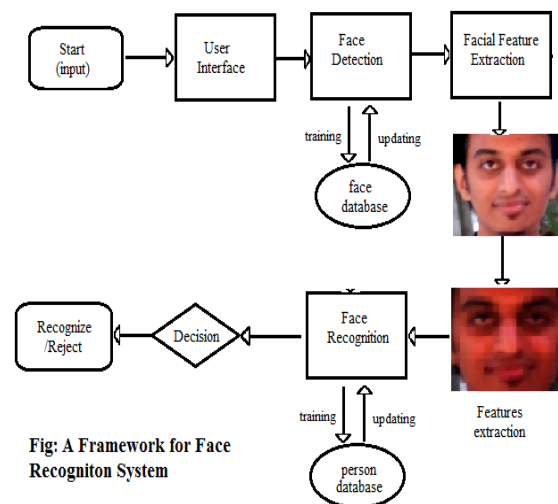 Start
(input)
User
Interface
Face
Detection
Facial Feature
Extraction
training
updating
face
database
Recognize
/Reject
Decision
Face
Recognition
Features
extraction
training
updating
person
database
Fig: A Framework for Face
Recogniton System